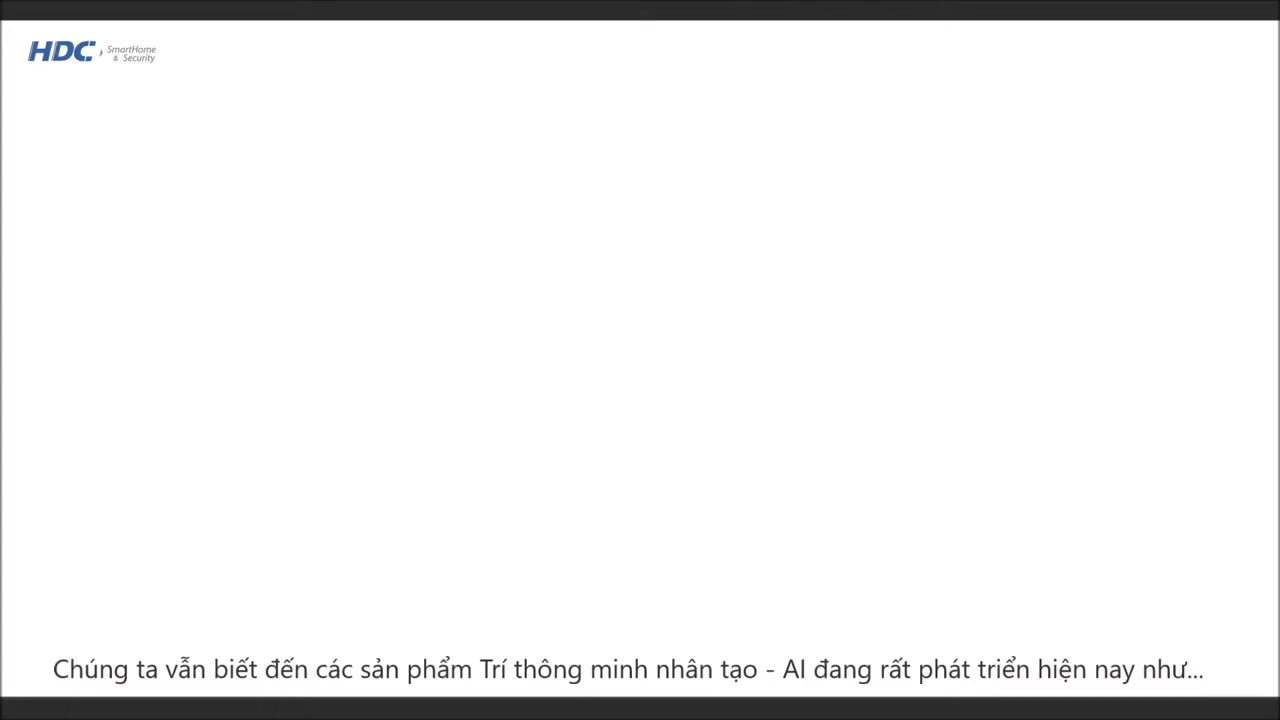 HDC SmartHome
& Security
Chúng ta vẫn biết đến các sản phẩm Trí thông minh nhân tạo - AI đang rất phát triển hiện nay như...